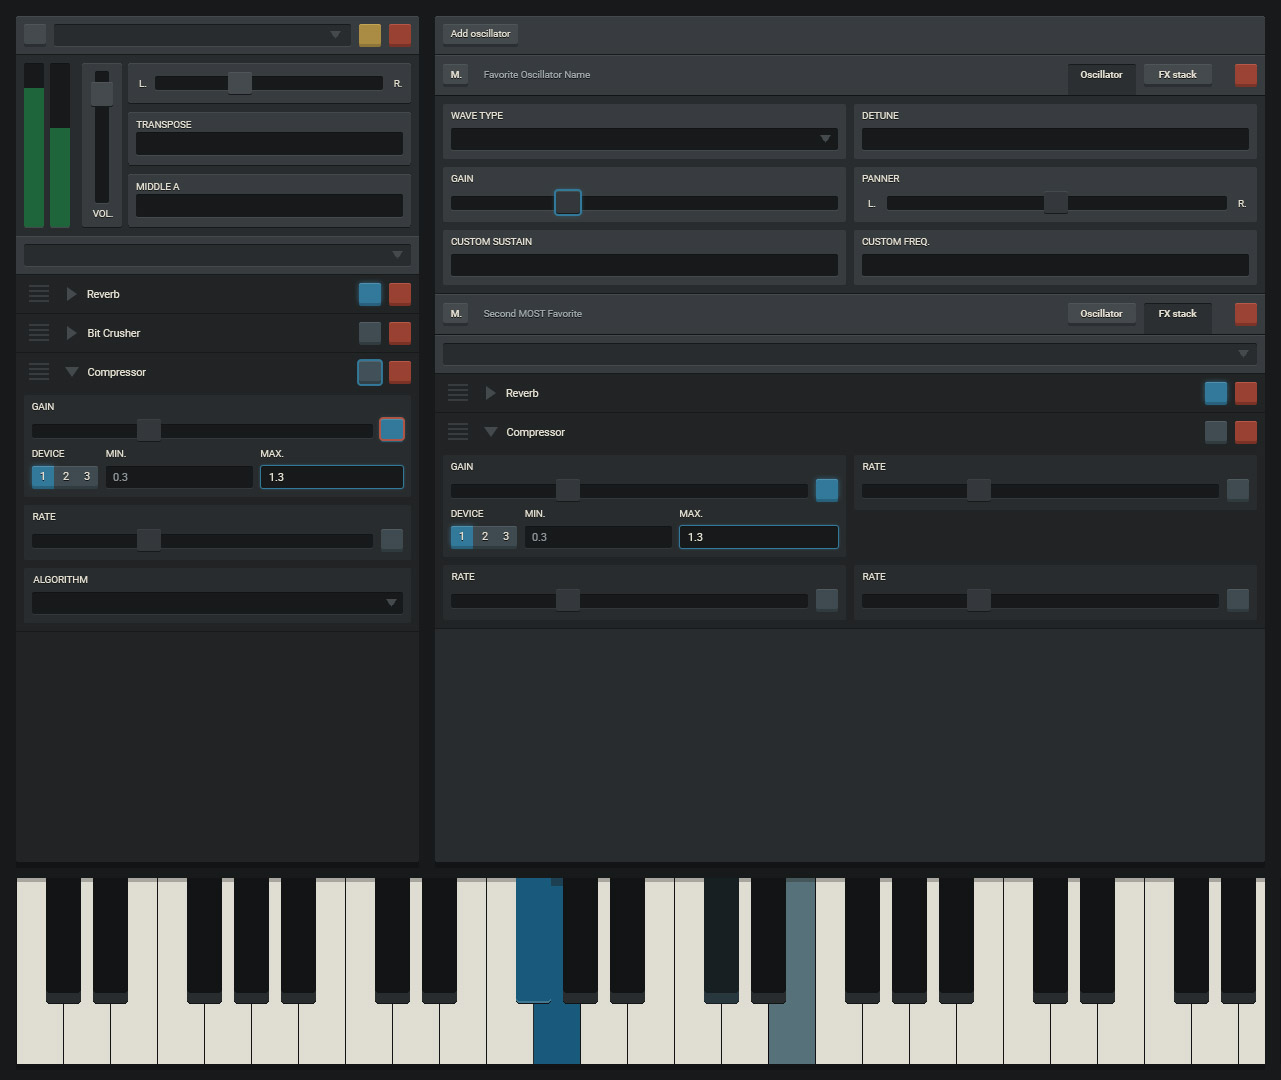 Add oscillator
M.
Favorite Oscillator Name
Oscillator
FX stack
L.
R.
TRANSPOSE
MIDDLE A
VOL.
WAVE TYPE
DETUNE
GAIN
PANNER
L.
R.
CUSTOM SUSTAIN
CUSTOM FREQ.
Reverb
Bit Crusher
Compressor
GAIN
DEVICE
MIN.
MAX.
1 2 3
0.3
1.3
RATE
ALGORITHM
M.
Second MOST Favorite
Oscillator
FX stack
Reverb
Compressor
GAIN
RATE
DEVICE
MIN.
MAX.
1 2 3
0.3
1.3
RATE
RATE